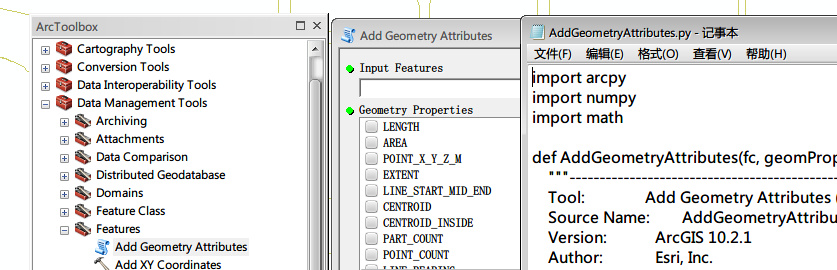 ArcToolbox
Cartography Tools
Conversion Tools
Data Interoperability Tools
Data Management Tools
Archiving
Attachments
Data Comparison
Distributed Geodatabase
Domains
Feature Class
Features
Add Geometry Attributes
Add XY Coordinates
Add Geometry Attributes
Input Features
Geometry Properties
LENGTH
AREA
POINT_X_Y_Z_M
EXTENT
LINE_START_MID_END
CENTROID
CENTROID_INSIDE
PART_COUNT
POINT_COUNT
AddGeometryAttributes.py - 记事本
文件(F) 编辑(E) 格式(O) 查看(V) 帮助(H)
import arcpy
import numpy
import math
def AddGeometryAttributes(fc, geomProp
"""--------------------------------------------
Tool: Add Geometry Attributes (
Source Name: AddGeometryAttribu
Version: ArcGIS 10.2.1
Author: Esri, Inc.